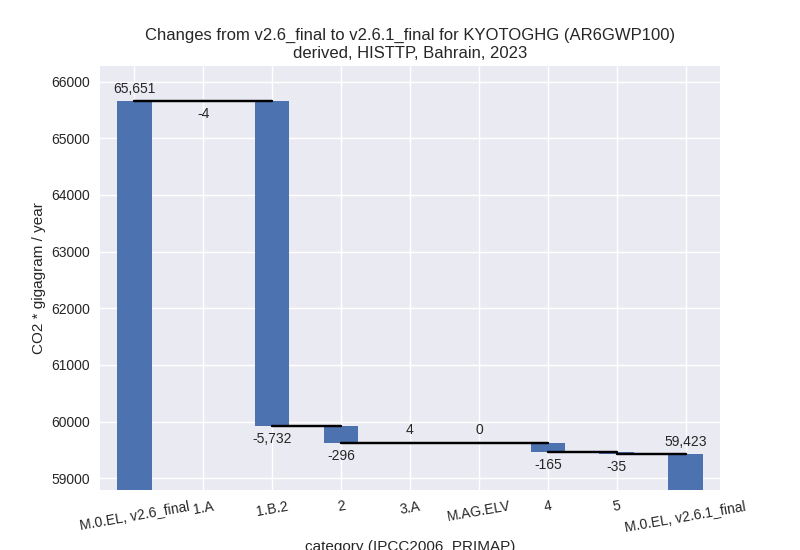 Changes from v2.6_final to v2.6.1_final for KYOTOGHG (AR6GWP100)
derived, HISTTP, Bahrain, 2023
CO2 * gigagram / year
66000
65000
64000
63000
62000
61000
60000
59000
65,651
-4
-5,732
-296
4
0
-165
-35
59,423
M.0.EL, v2.6_final
1.A
1.B.2
2
3.A
M.AG.ELV
4
5
M.0.EL, v2.6.1_final
category (IPCC2006_PRIMAP)